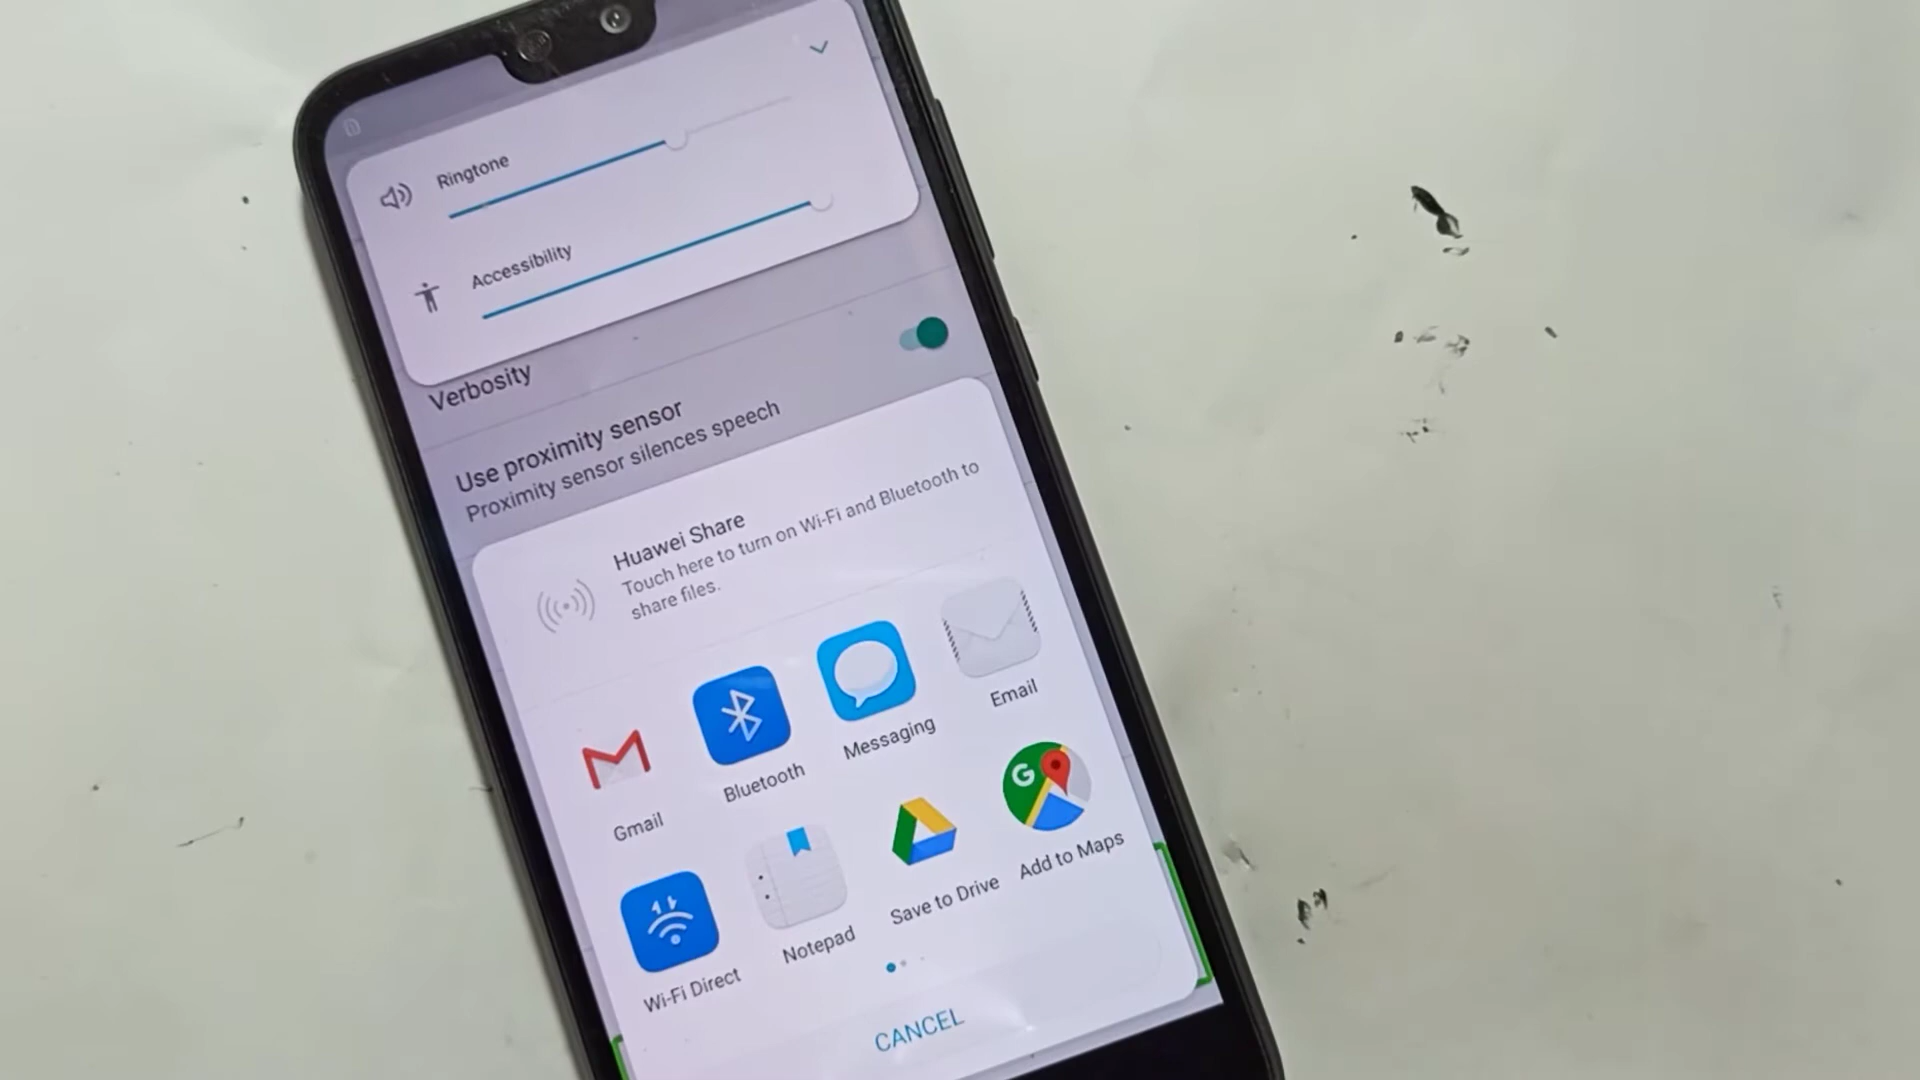 Ringtone
Accessibility
Verbosity
Use proximity sensor
Proximity sensor silences speech
Huawei Share
Touch here to turn on Wi-Fi and Bluetooth to
share files.
Gmail
Bluetooth
Messaging
Email
Wi-Fi Direct
Notepad
Save to Drive
G
Add to Maps
CANCEL